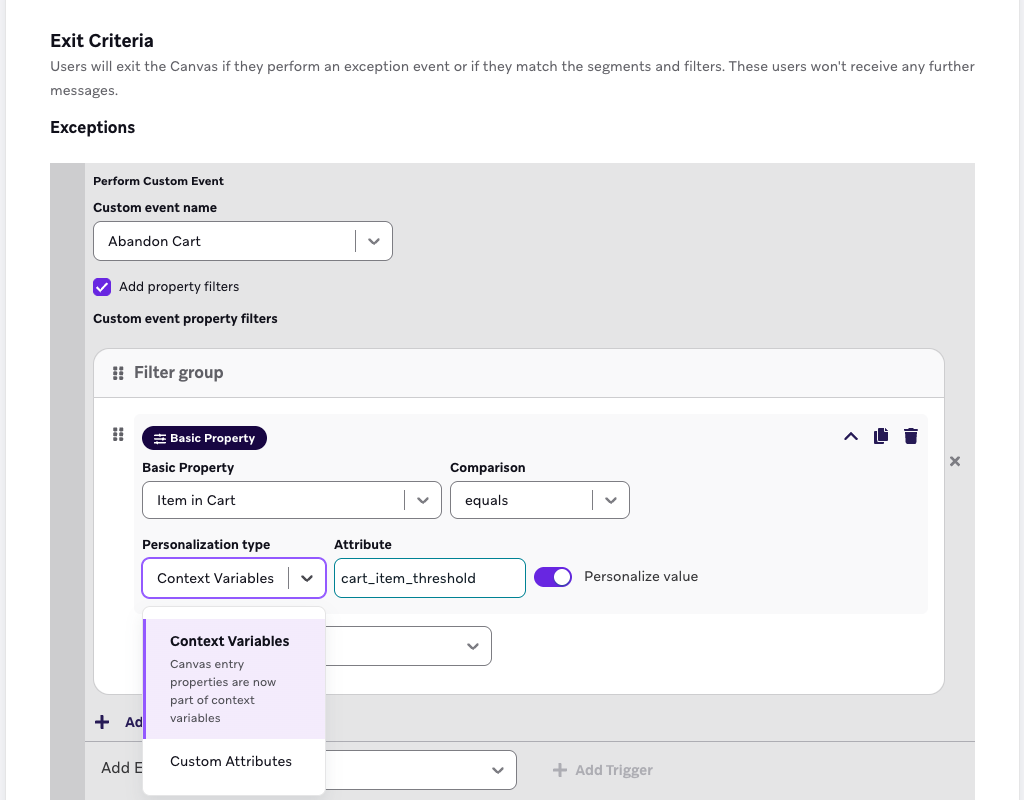 Exit Criteria
Users will exit the Canvas if they perform an exception event or if they match the segments and filters. These users won't receive any further
messages.
Exceptions
Perform Custom Event
Custom event name
Abandon Cart
Add property filters
Custom event property filters
Filter group
Basic Property
Basic Property
Comparison
Item in Cart
equals
Personalization type
Attribute
Context Variables
cart_item_threshold
Personalize value
Context Variables
Canvas entry
properties are now
part of context
variables
Custom Attributes
Add Trigger